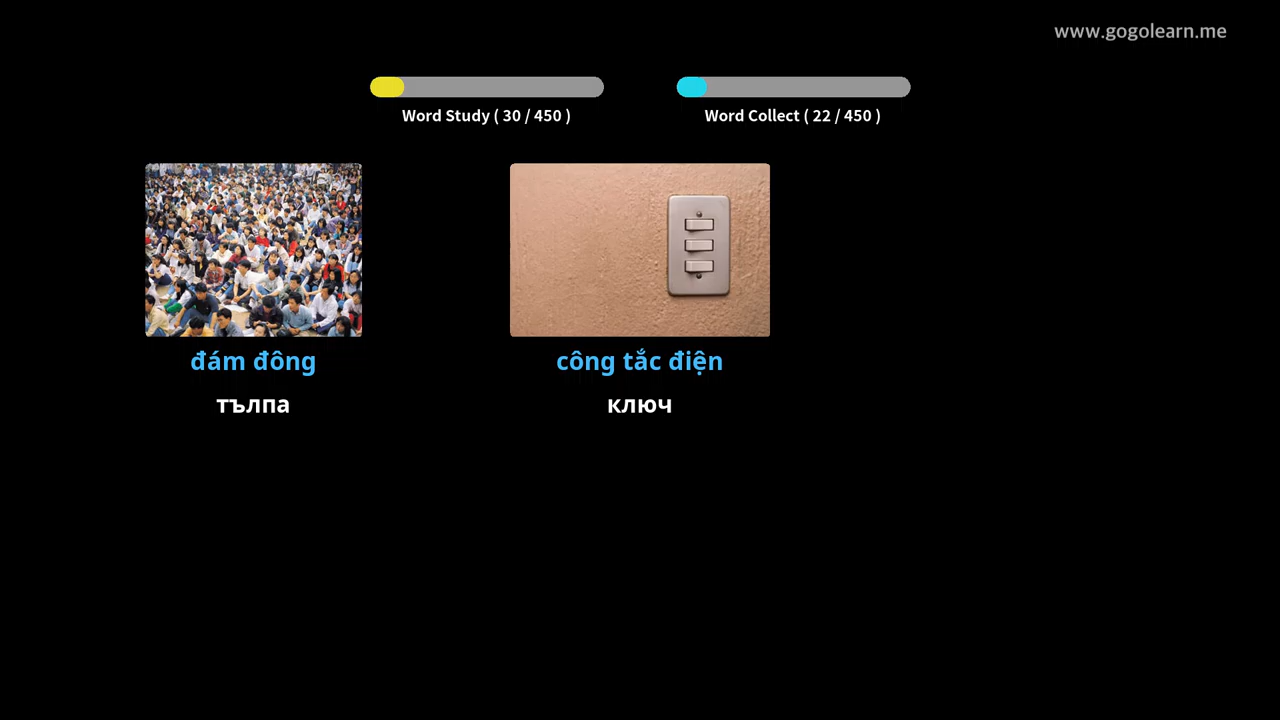 www.gogolearn.me
Word Study ( 30 / 450 )
Word Collect ( 22 / 450 )
đám đông
тълпа
công tắc điện
ключ